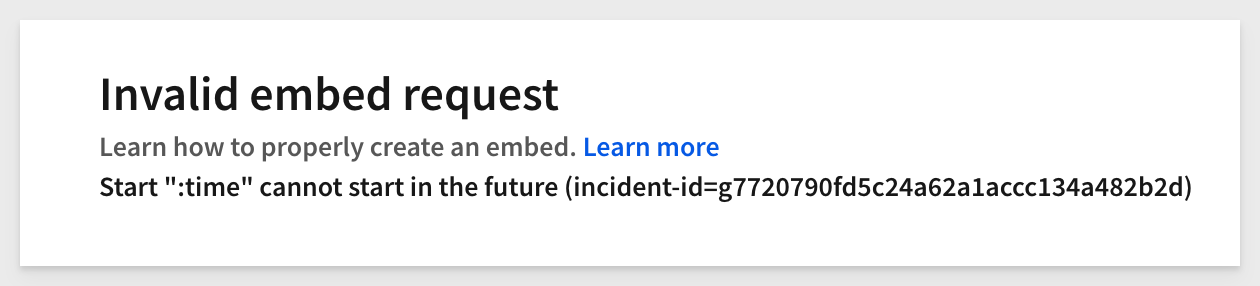 Invalid embed request
Learn how to properly create an embed. Learn more
Start ":time" cannot start in the future (incident-id=g7720790fd5c24a62a1accc134a482b2d)